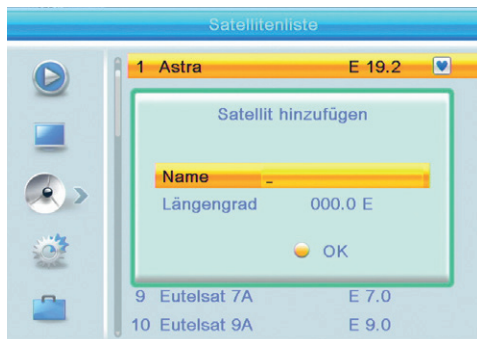 Satellitenliste
1 Astra E 19.2
Satellit hinzufügen
Name _
Längengrad 000.0 E
OK
9 Eutelsat 7A E 7.0
10 Eutelsat 9A E 9.0